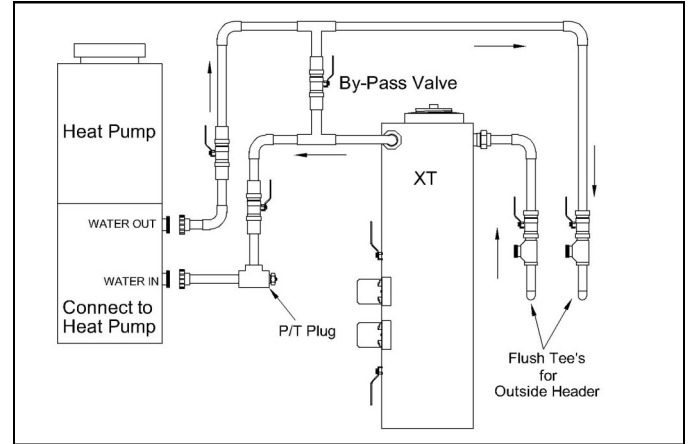 By-Pass Valve
Heat Pump
XT
WATER OUT
WATER IN
Connect to
Heat Pump
P/T Plug
Flush Tee's
for
Outside Header